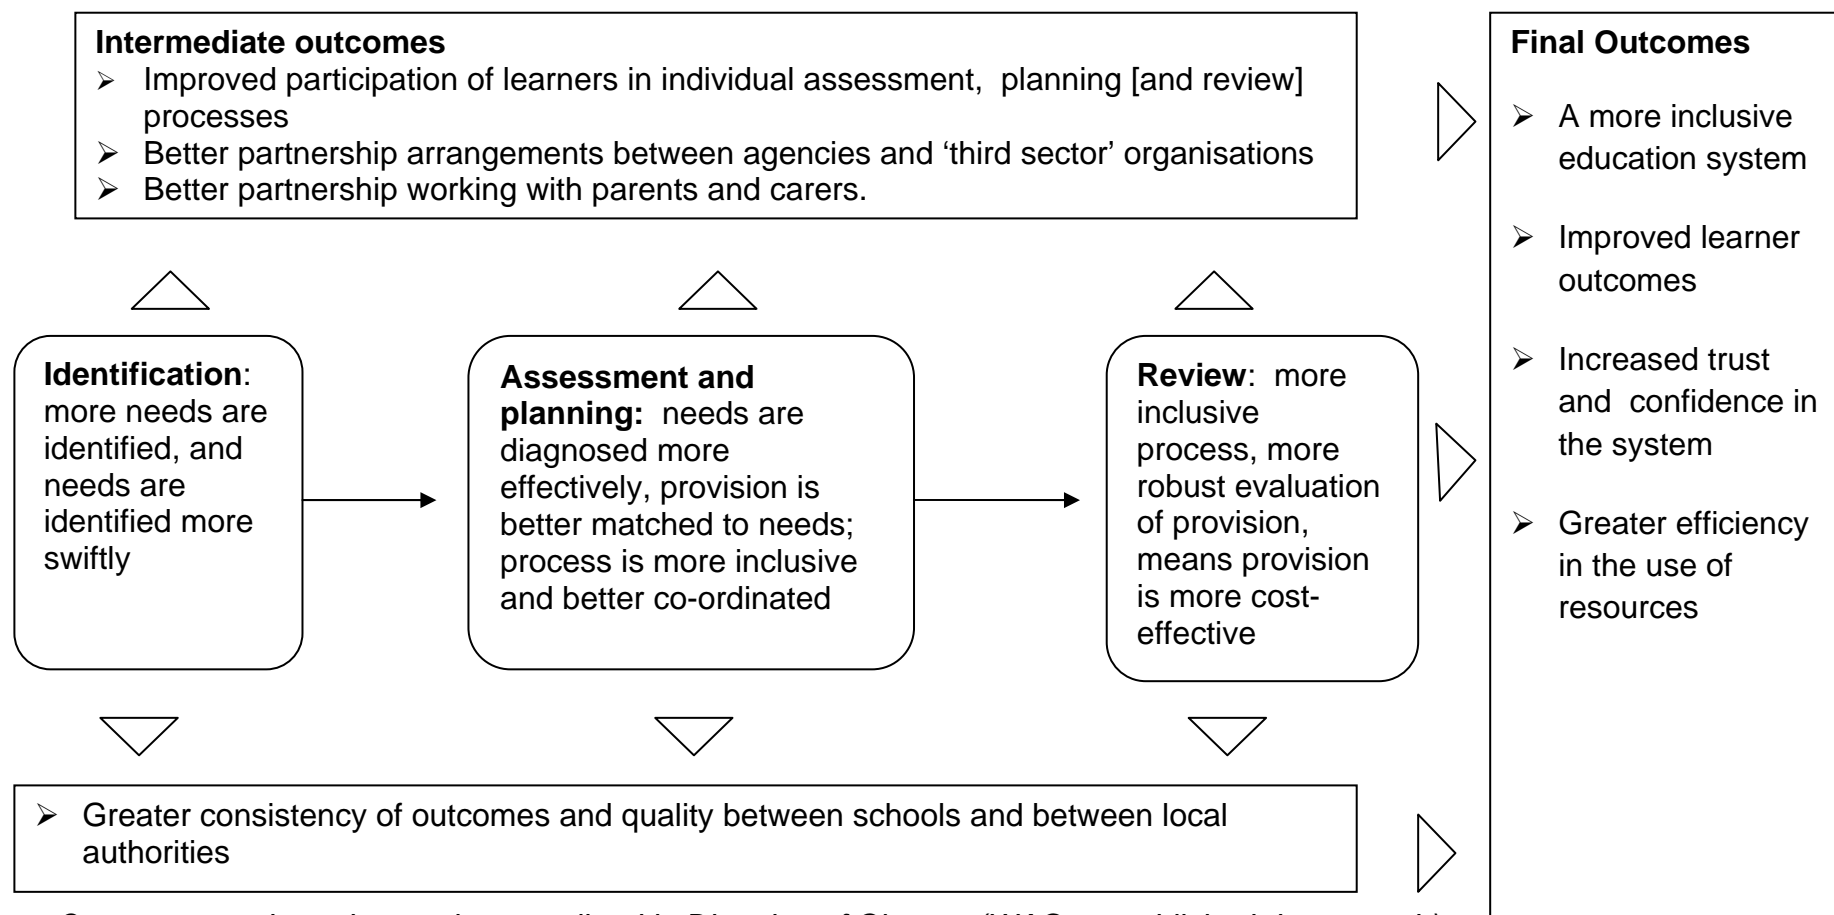 Intermediate outcomes
➢ Improved participation of learners in individual assessment, planning [and review]
processes
➢ Better partnership arrangements between agencies and ‘third sector’ organisations
➢ Better partnership working with parents and carers.
Identification:
more needs are
identified, and
needs are
identified more
swiftly
Assessment and
planning: needs are
diagnosed more
effectively, provision is
better matched to needs;
process is more inclusive
and better co-ordinated
Review: more
inclusive
process, more
robust evaluation
of provision,
means provision
is more cost-
effective
➢ Greater consistency of outcomes and quality between schools and between local
authorities
Final Outcomes
➢ A more inclusive
education system
➢ Improved learner
outcomes
➢ Increased trust
and confidence in
the system
➢ Greater efficiency
in the use of
resources